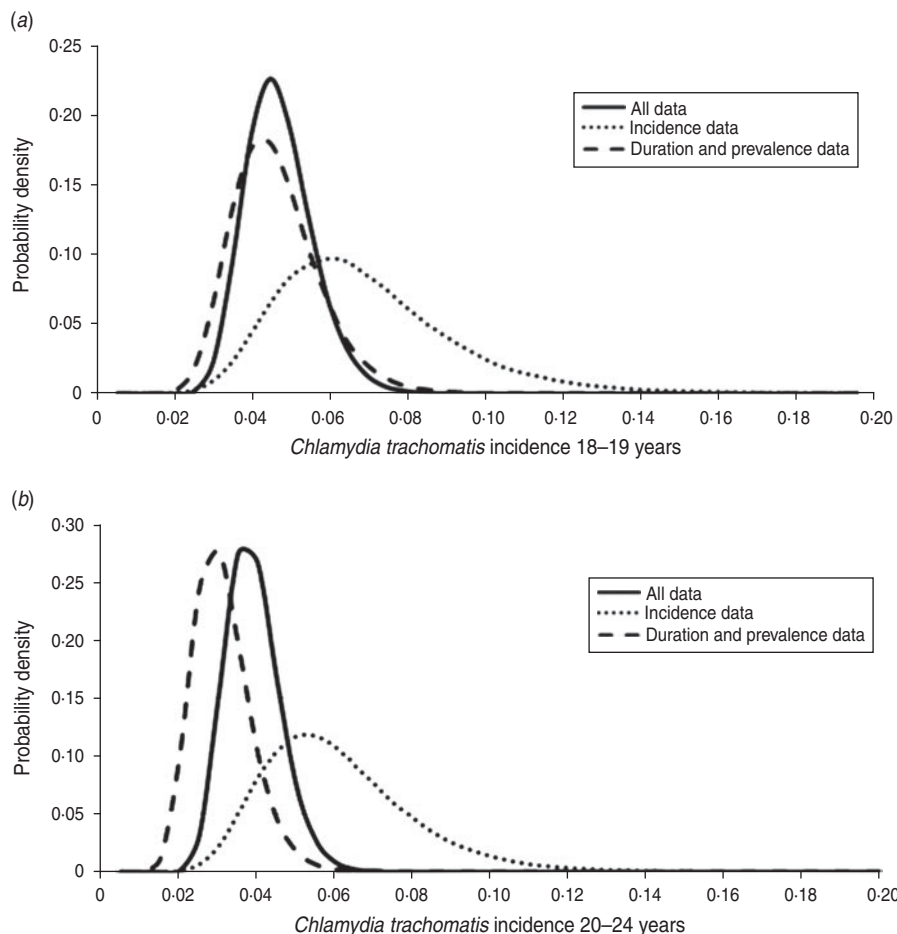 (a)
0·25
0·20
0·15
0·10
0·05
0
Probability density
All data
Incidence data
Duration and prevalence data
0 0·02 0·04 0·06 0·08 0·10 0·12 0·14 0·16 0·18 0·20
Chlamydia trachomatis incidence 18–19 years
(b)
0·30
0·25
0·20
0·15
0·10
0·05
0
Probability density
All data
Incidence data
Duration and prevalence data
0 0·02 0·04 0·06 0·08 0·10 0·12 0·14 0·16 0·18 0·20
Chlamydia trachomatis incidence 20–24 years